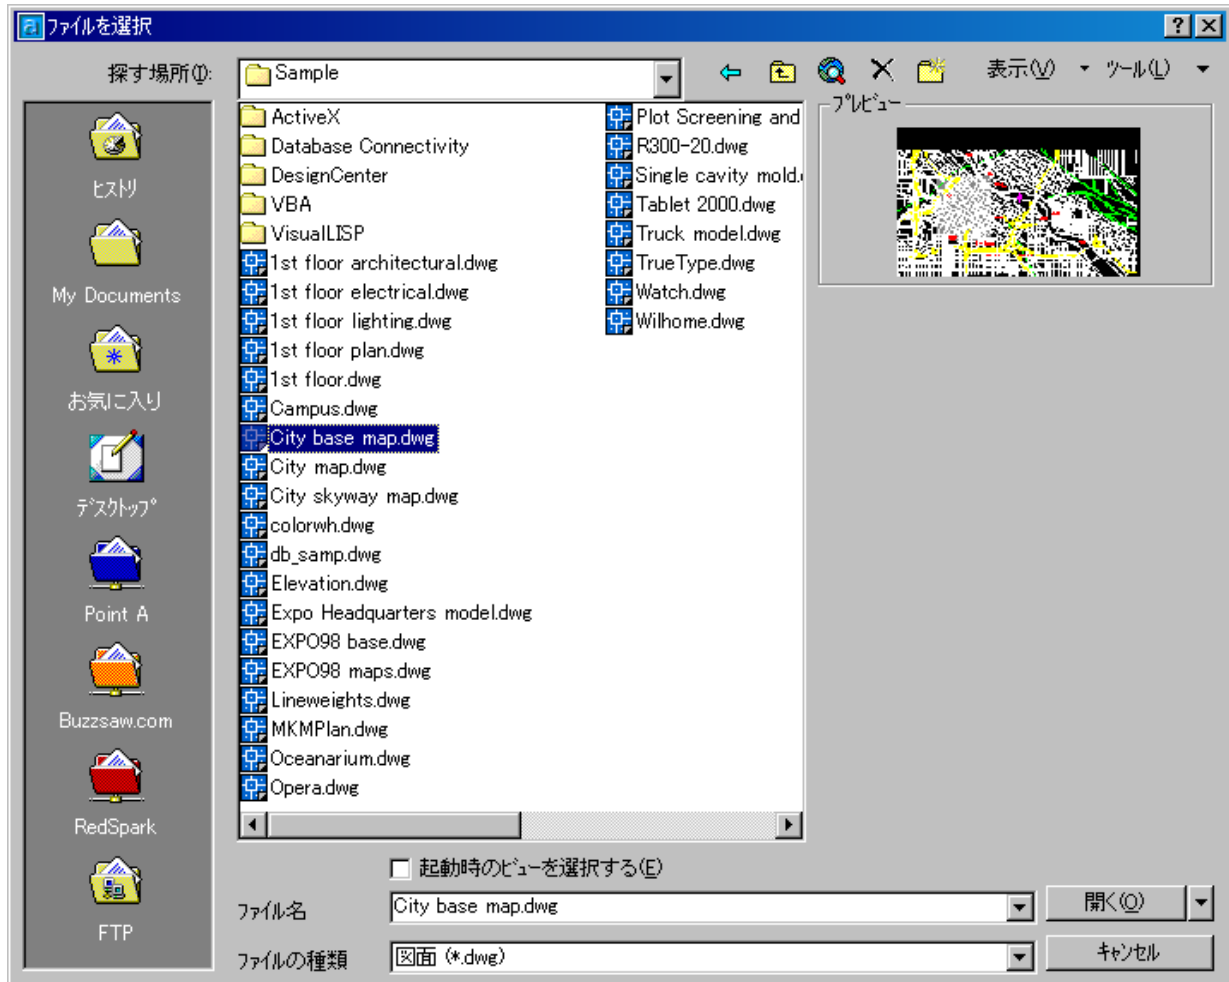 ファイルを選択
探す場所(I):
Sample
表示(V)
ツール(L)
ヒストリ
My Documents
お気に入り
デスクトップ
Point A
Buzzsaw.com
RedSpark
FTP
ActiveX
Database Connectivity
DesignCenter
VBA
VisualLISP
1st floor architectural.dwg
1st floor electrical.dwg
1st floor lighting.dwg
1st floor plan.dwg
1st floor.dwg
Campus.dwg
City base map.dwg
City map.dwg
City skyway map.dwg
colorwh.dwg
db_samp.dwg
Elevation.dwg
Expo Headquarters model.dwg
EXPO98 base.dwg
EXPO98 maps.dwg
Lineweights.dwg
MKMPlan.dwg
Oceanarium.dwg
Opera.dwg
Plot Screening and
R300-20.dwg
Single cavity mold.
Tablet 2000.dwg
Truck model.dwg
TrueType.dwg
Watch.dwg
Wilhome.dwg
プレビュー
起動時のビューを選択する(E)
ファイル名
City base map.dwg
開く(O)
ファイルの種類
図面 (*.dwg)
キャンセル